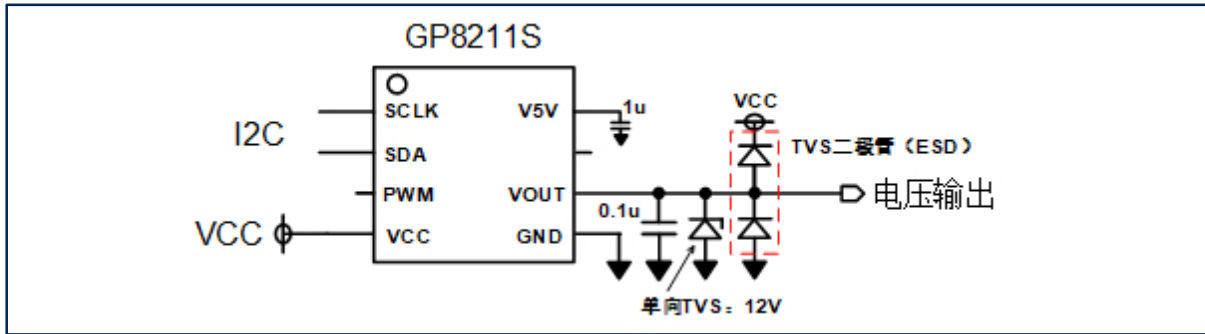 GP8211S
I2C
SCLK
SDA
PWM
VCC
VCC
V5V
VOUT
GND
1u
0.1u
VCC
TVS二极管（ESD）
电压输出
单向TVS：12V